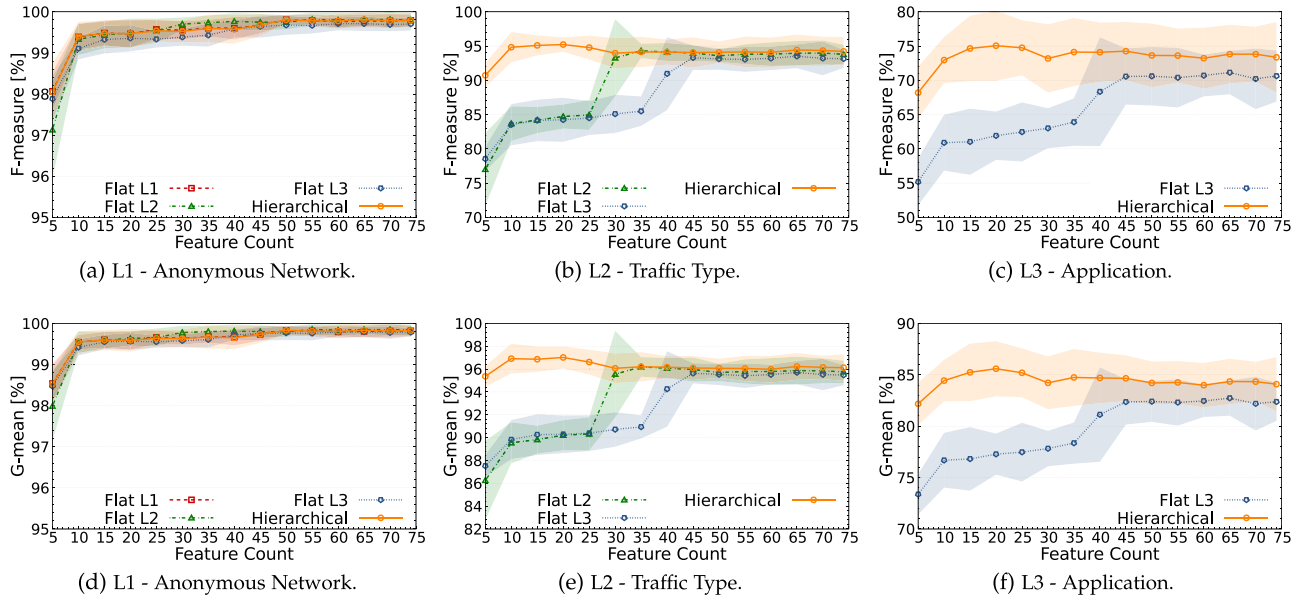 F-measure [%]
100
99
98
97
96
95
5 10 15 20 25 30 35 40 45 50 55 60 65 70 75
Feature Count
Flat L1
Flat L2
Flat L3
Hierarchical
(a) L1 - Anonymous Network.
F-measure [%]
100
95
90
85
80
75
70
5 10 15 20 25 30 35 40 45 50 55 60 65 70 75
Feature Count
Flat L2
Flat L3
Hierarchical
(b) L2 - Traffic Type.
F-measure [%]
85
80
75
70
65
60
55
50
5 10 15 20 25 30 35 40 45 50 55 60 65 70 75
Feature Count
Flat L3
Hierarchical
(c) L3 - Application.
G-mean [%]
100
99
98
97
96
95
5 10 15 20 25 30 35 40 45 50 55 60 65 70 75
Feature Count
Flat L1
Flat L2
Flat L3
Hierarchical
(d) L1 - Anonymous Network.
G-mean [%]
100
98
96
94
92
90
88
86
84
82
5 10 15 20 25 30 35 40 45 50 55 60 65 70 75
Feature Count
Flat L2
Flat L3
Hierarchical
(e) L2 - Traffic Type.
G-mean [%]
90
85
80
75
70
5 10 15 20 25 30 35 40 45 50 55 60 65 70 75
Feature Count
Flat L3
Hierarchical
(f) L3 - Application.